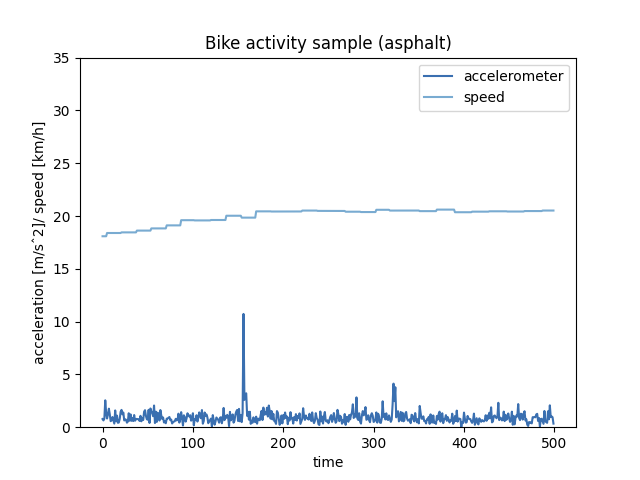 Bike activity sample (asphalt)
accelerometer
speed
acceleration [m/s^2]/ speed [km/h]
35
30
25
20
15
10
5
0
0 100 200 300 400 500
time